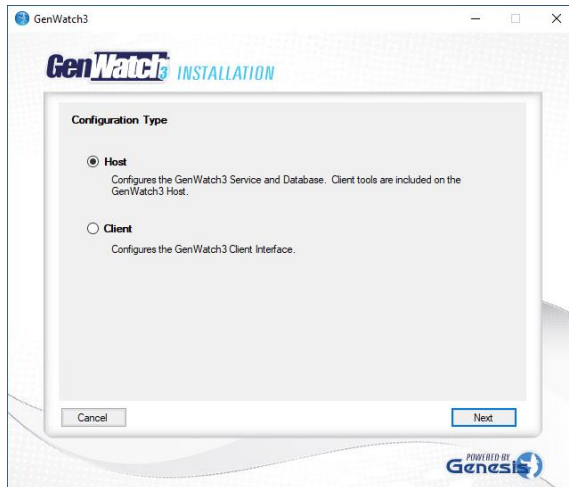 GenWatch3
GenWatch3 INSTALLATION
Configuration Type
Host
Configures the GenWatch3 Service and Database. Client tools are included on the
GenWatch3 Host.
Client
Configures the GenWatch3 Client Interface.
Cancel
Next
POWERED BY
Genesis